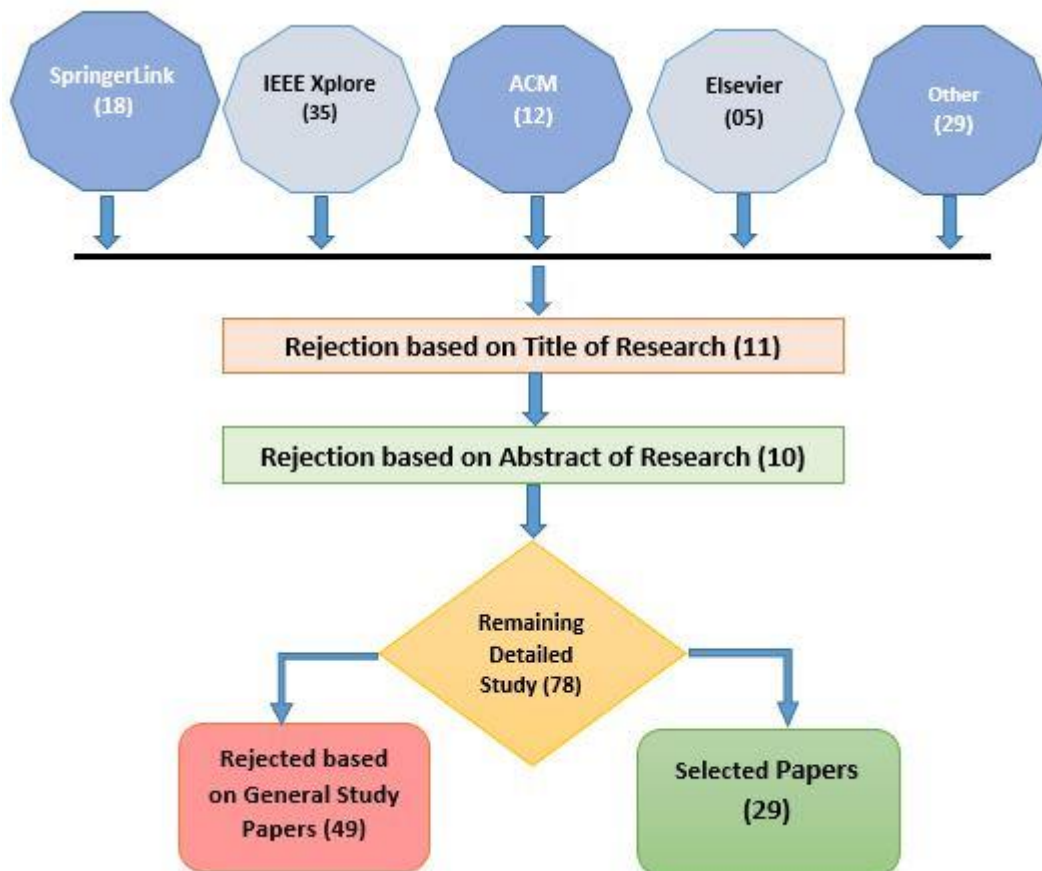 SpringerLink
(18)
IEEE Xplore
(35)
ACM
(12)
Elsevier
(05)
Other
(29)
Rejection based on Title of Research (11)
Rejection based on Abstract of Research (10)
Remaining
Detailed
Study (78)
Rejected based
on General Study
Papers (49)
Selected Papers
(29)